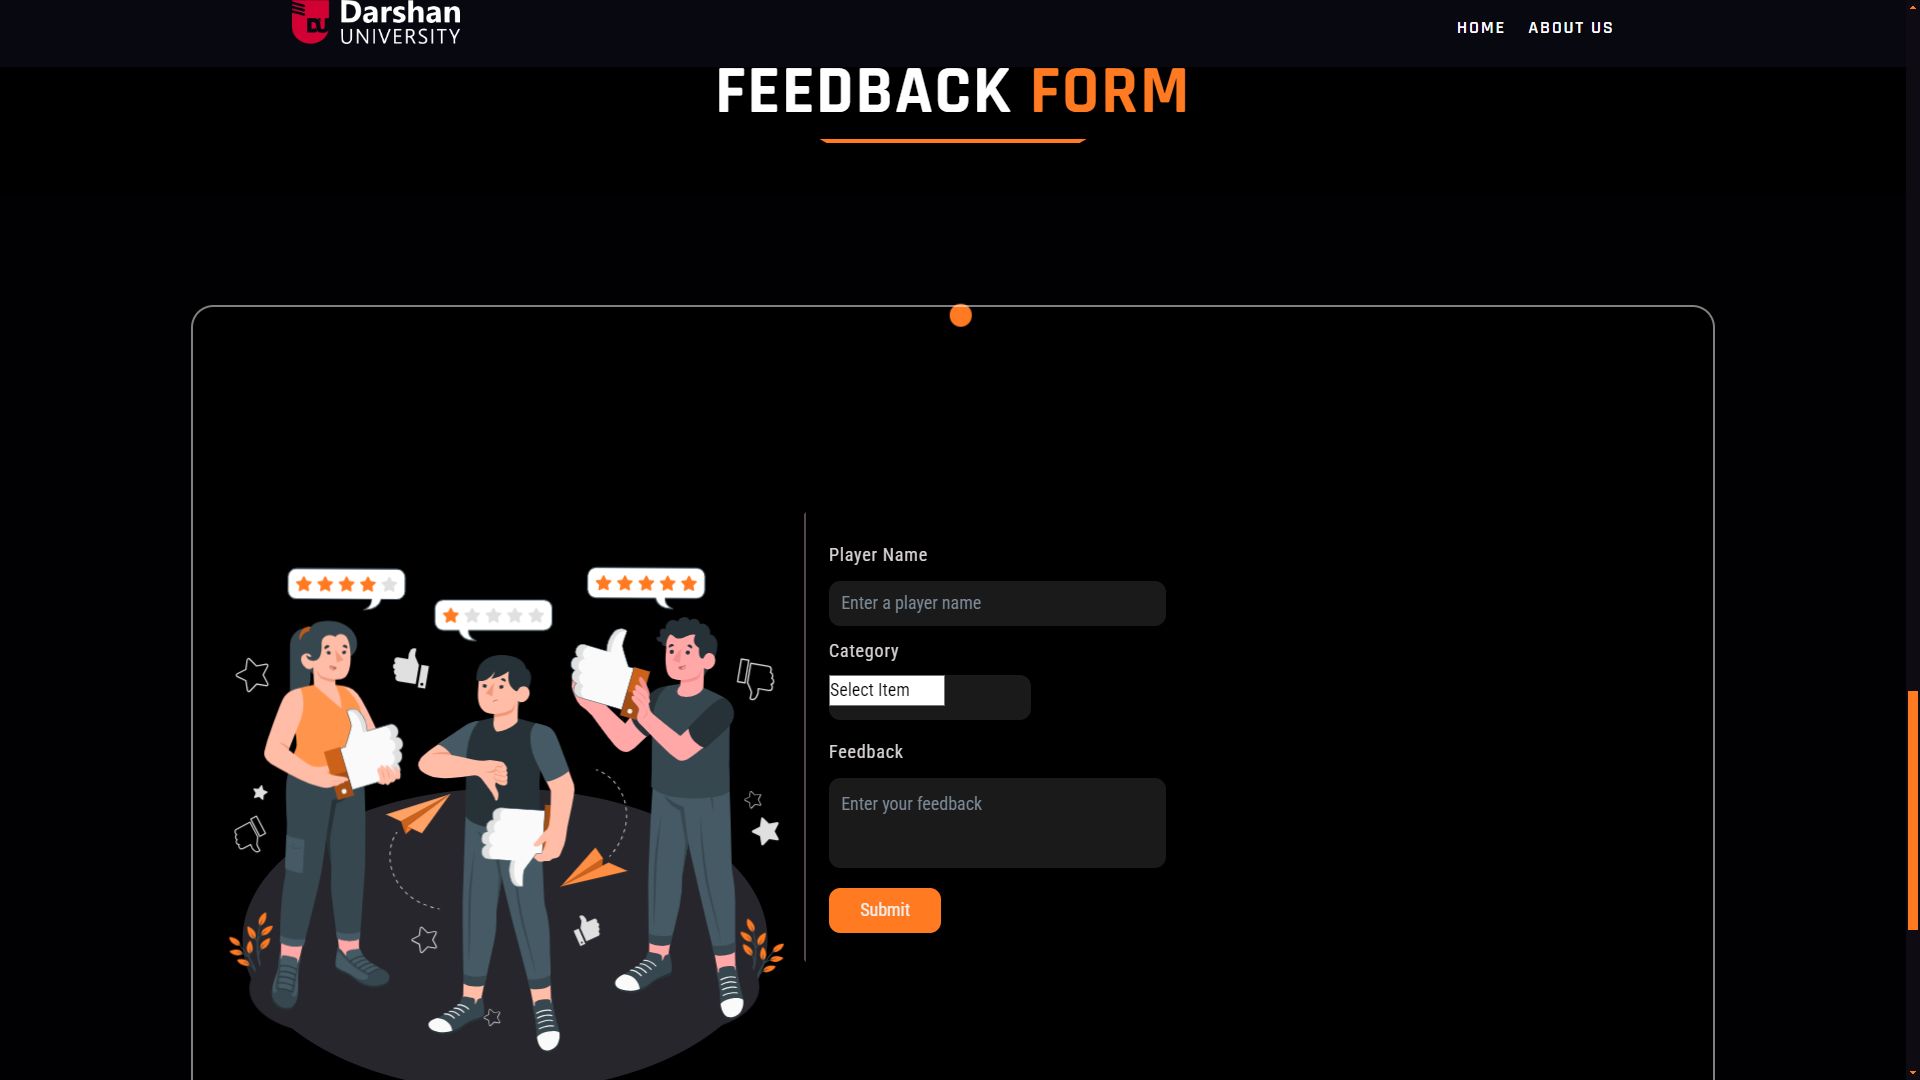 Darshan
UNIVERSITY
HOME ABOUT US
FEEDBACK FORM
Player Name
Enter a player name
Category
Select Item
Feedback
Enter your feedback
Submit